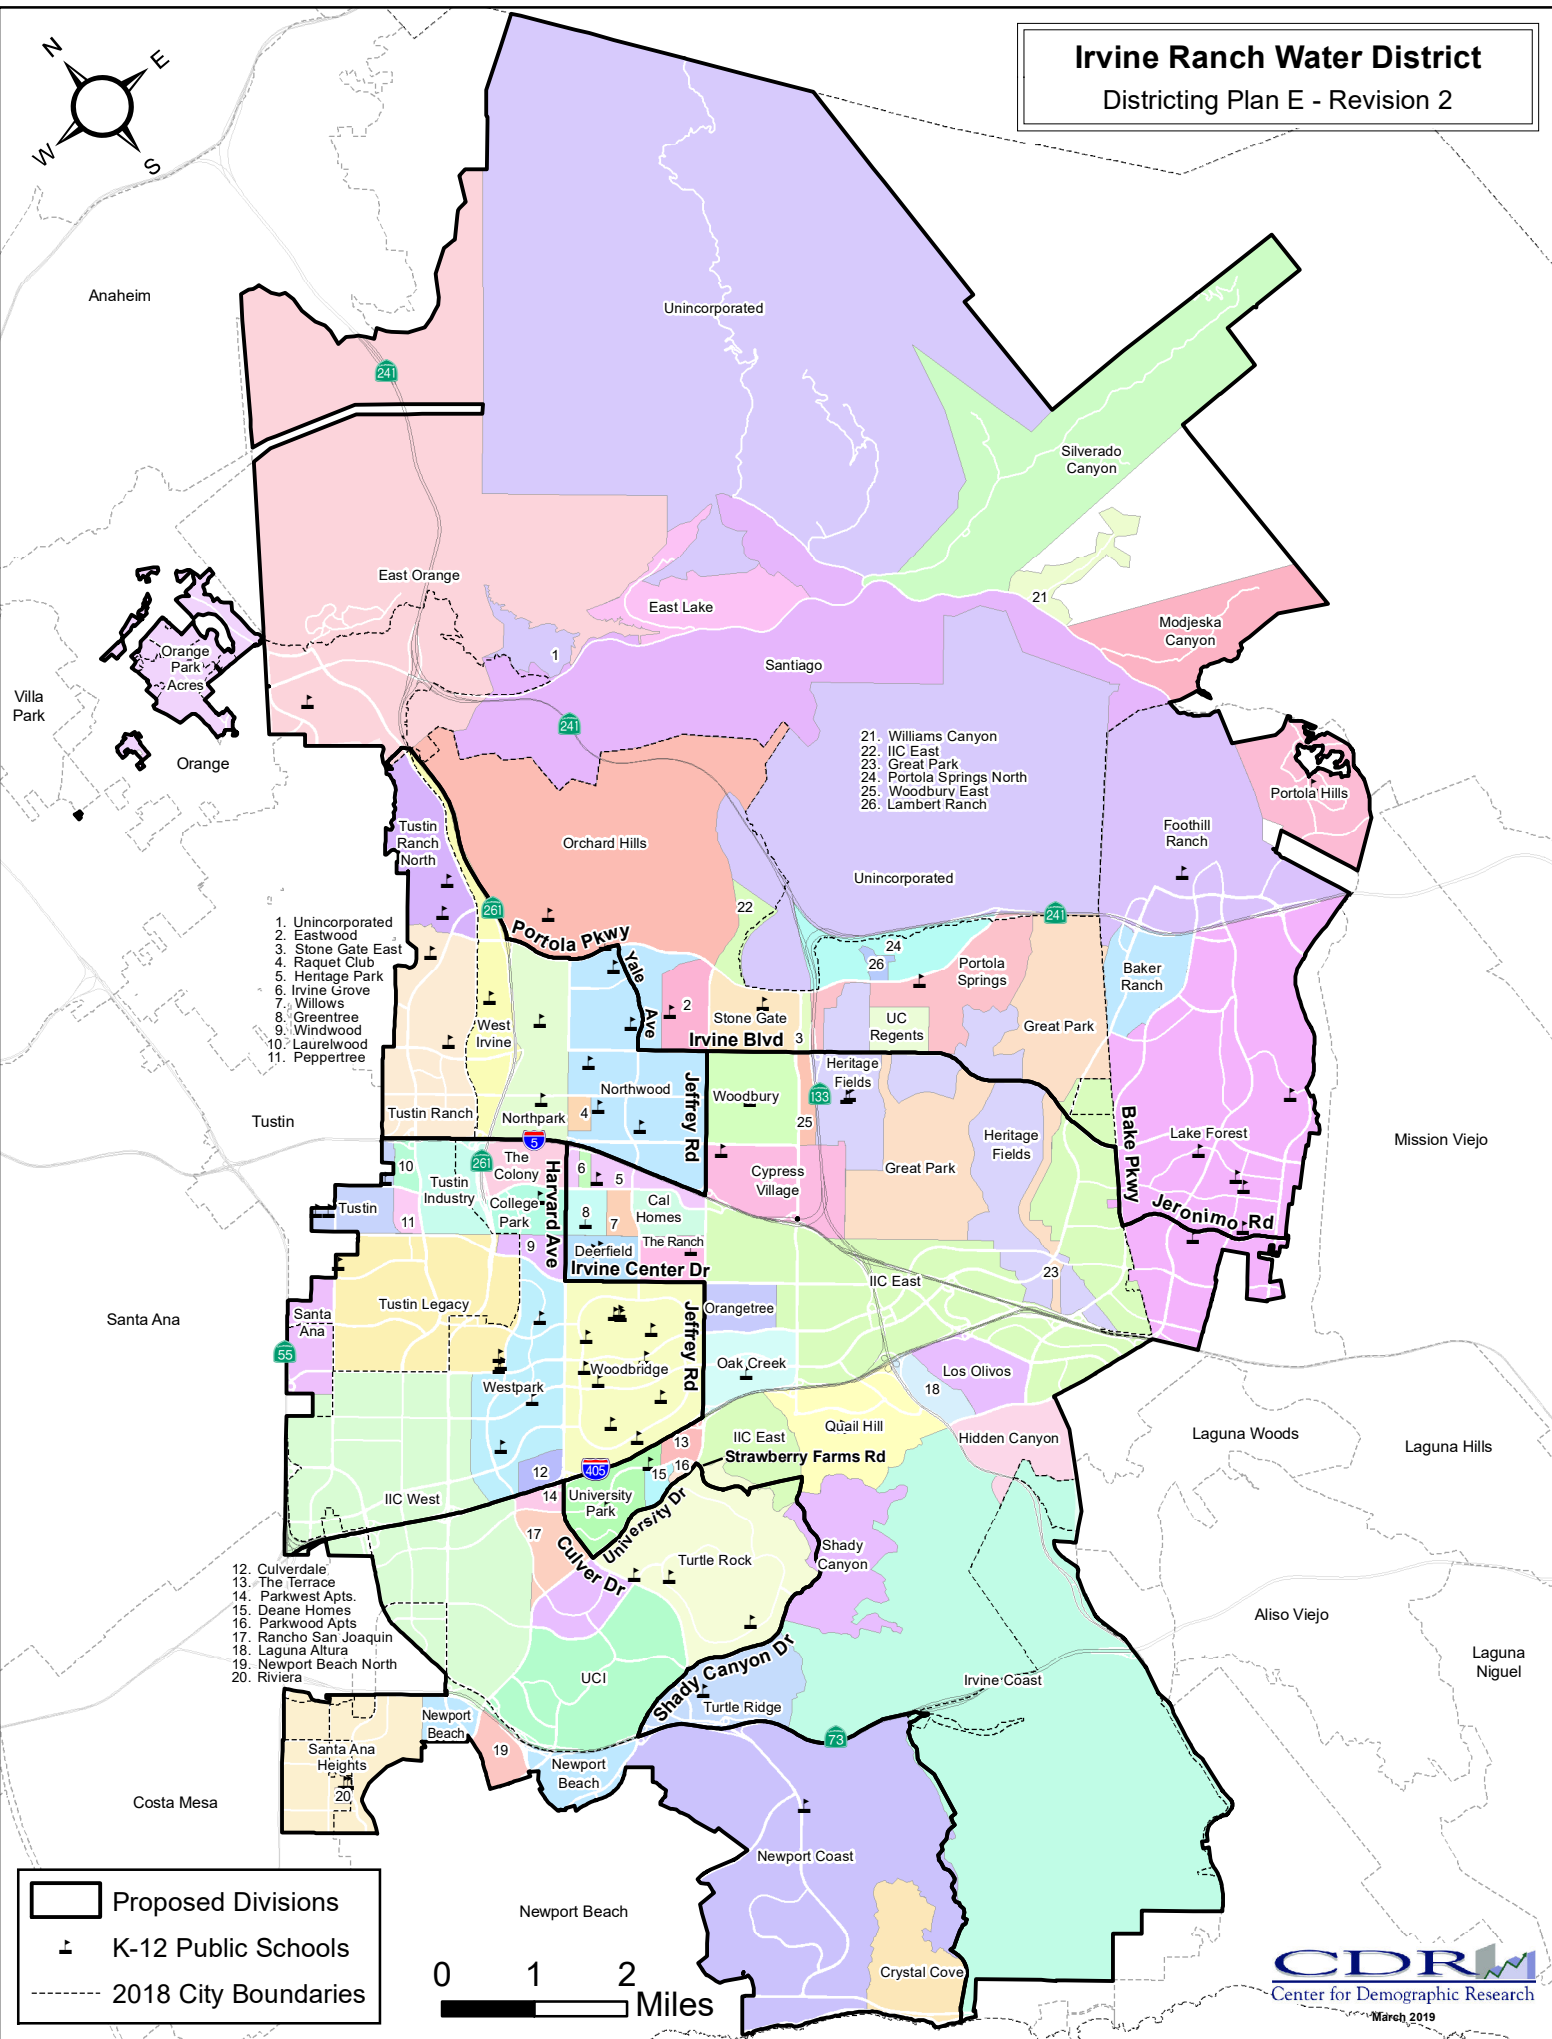 Irvine Ranch Water District
Districting Plan E - Revision 2
N
E
W
S
Anaheim
Unincorporated
241
Silverado
Canyon
East Orange
East Lake
21
Modjeska
Canyon
Orange
Park
Acres
1
Santiago
Villa
Park
241
Orange
21. Williams Canyon
22. IIC East
23. Great Park
24. Portola Springs North
25. Woodbury East
26. Lambert Ranch
Portola Hills
Tustin
Ranch
North
Orchard Hills
Foothill
Ranch
Unincorporated
261
22
241
1. Unincorporated
2. Eastwood
3. Stone Gate East
4. Raquet Club
5. Heritage Park
6. Irvine Grove
7. Willows
8. Greentree
9. Windwood
10. Laurelwood
11. Peppertree
Portola Pkwy
Yale
Ave
24
26
Portola
Springs
Baker
Ranch
2
Stone Gate
3
UC
Regents
Great Park
West
Irvine
Irvine Blvd
Heritage
Fields
Northwood
Jeffrey Rd
Woodbury
133
Tustin Ranch
Northpark
4
25
Tustin
5
Heritage
Fields
Bake Pkwy
Lake Forest
Mission Viejo
10
261
The
Colony
Harvard Ave
6
5
Cypress
Village
Great Park
Tustin
Industry
College
Park
Cal
Homes
Tustin
11
8
7
Jeronimo Rd
9
Deerfield
The Ranch
Irvine Center Dr
IIC East
23
Santa Ana
Santa
Ana
Tustin Legacy
Jeffrey Rd
Orangetree
55
Westpark
Woodbridge
Oak Creek
Los Olivos
18
IIC East
Quail Hill
Hidden Canyon
Laguna Woods
Laguna Hills
13
Strawberry Farms Rd
12
405
15
16
IIC West
14
University
Park
University Dr
17
Culver Dr
Turtle Rock
Shady
Canyon
12. Culverdale
13. The Terrace
14. Parkwest Apts.
15. Deane Homes
16. Parkwood Apts
17. Rancho San Joaquin
18. Laguna Altura
19. Newport Beach North
20. Riviera
Aliso Viejo
Laguna
Niguel
UCI
Shady Canyon Dr
Irvine Coast
Turtle Ridge
Newport
Beach
19
73
Santa Ana
Heights
20
Newport
Beach
Costa Mesa
Newport Coast
Newport Beach
Crystal Cove
Proposed Divisions
K-12 Public Schools
2018 City Boundaries
0 1 2
Miles
CDR
Center for Demographic Research
March 2019